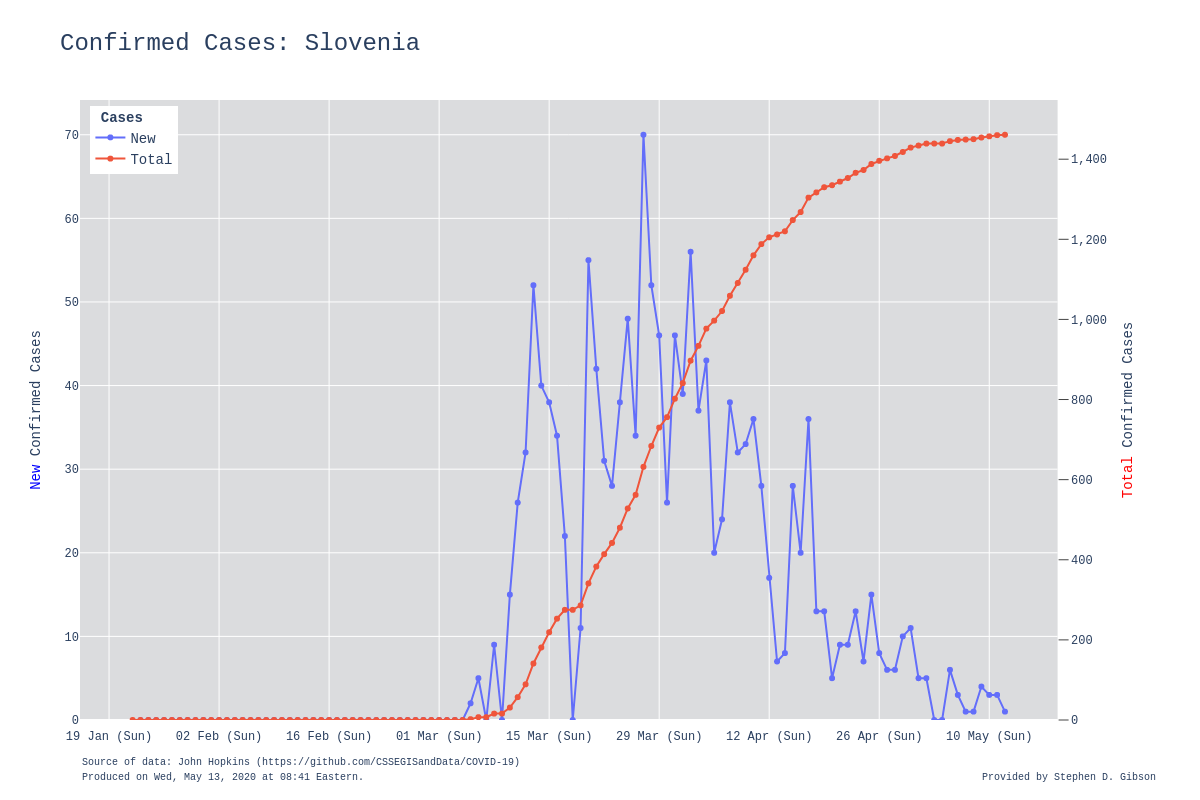 Confirmed Cases: Slovenia
Cases
New
Total
70
60
50
40
30
20
10
0
New Confirmed Cases
1,400
1,200
1,000
800
600
400
200
0
Total Confirmed Cases
19 Jan (Sun)
02 Feb (Sun)
16 Feb (Sun)
01 Mar (Sun)
15 Mar (Sun)
29 Mar (Sun)
12 Apr (Sun)
26 Apr (Sun)
10 May (Sun)
Source of data: John Hopkins (https://github.com/CSSEGISandData/COVID-19)
Produced on Wed, May 13, 2020 at 08:41 Eastern.
Provided by Stephen D. Gibson